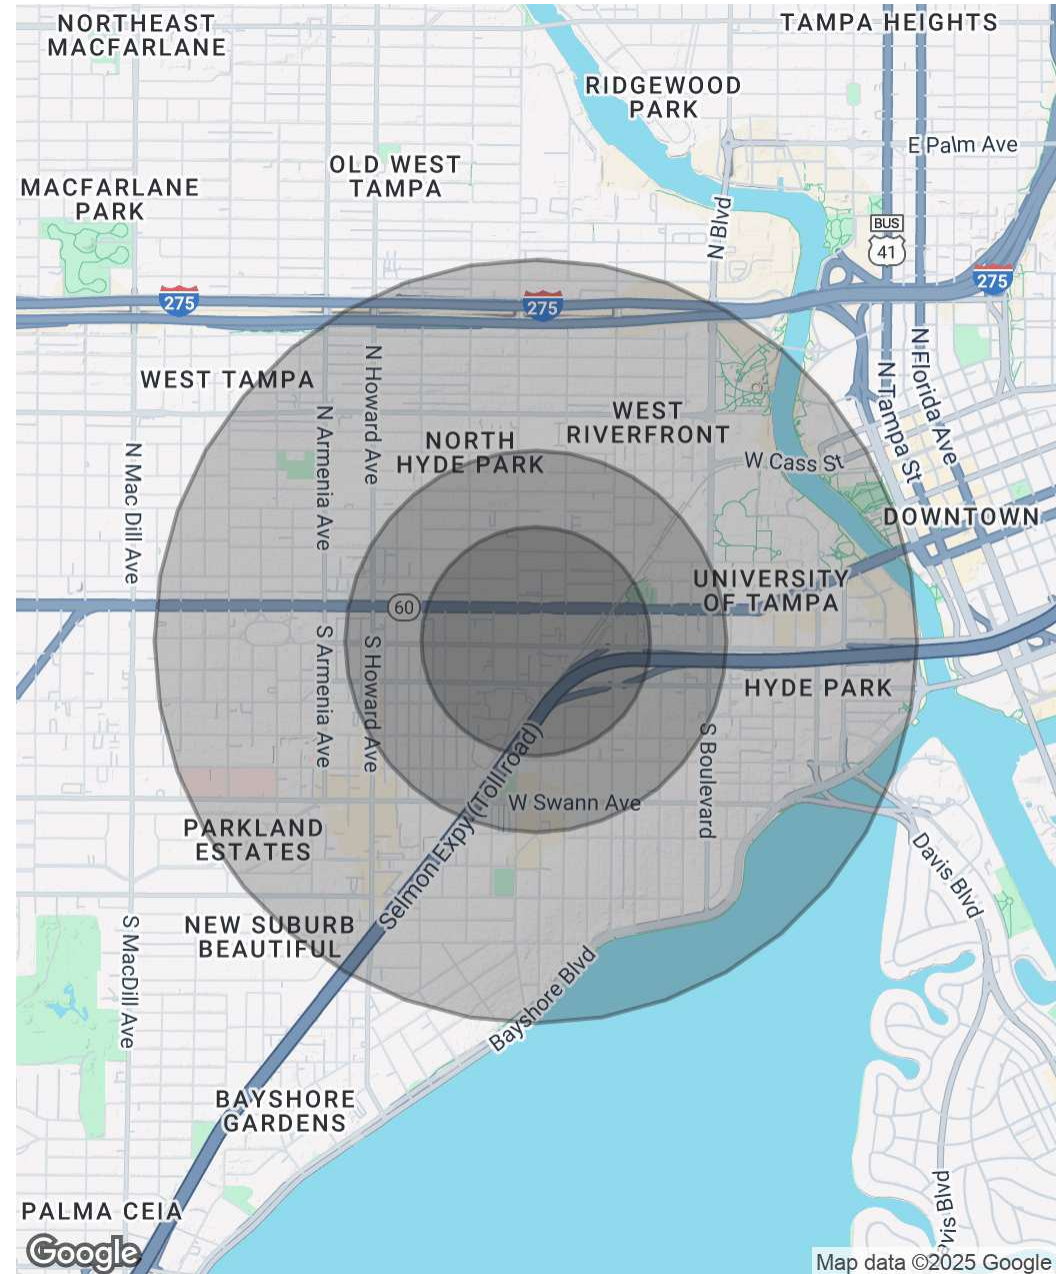 NORTHEAST
MACFARLANE
TAMPA HEIGHTS
RIDGEWOOD
PARK
E Palm Ave
OLD WEST
TAMPA
MACFARLANE
PARK
N Blvd
BUS
41
275
275
275
N Howard Ave
N Florida Ave
N Tampa St
WEST TAMPA
N Armenia Ave
WEST
RIVERFRONT
NORTH
HYDE PARK
N Mac Dill Ave
W Cass St
DOWNTOWN
UNIVERSITY
OF TAMPA
60
S Armenia Ave
S Howard Ave
HYDE PARK
S Boulevard
Selmon Expy (Toll road)
W Swann Ave
PARKLAND
ESTATES
Davis Blvd
NEW SUBURB
BEAUTIFUL
S MacDill Ave
Bayshore Blvd
BAYSHORE
GARDENS
PALMA CEIA
vis Blvd
Google
Map data ©2025 Google